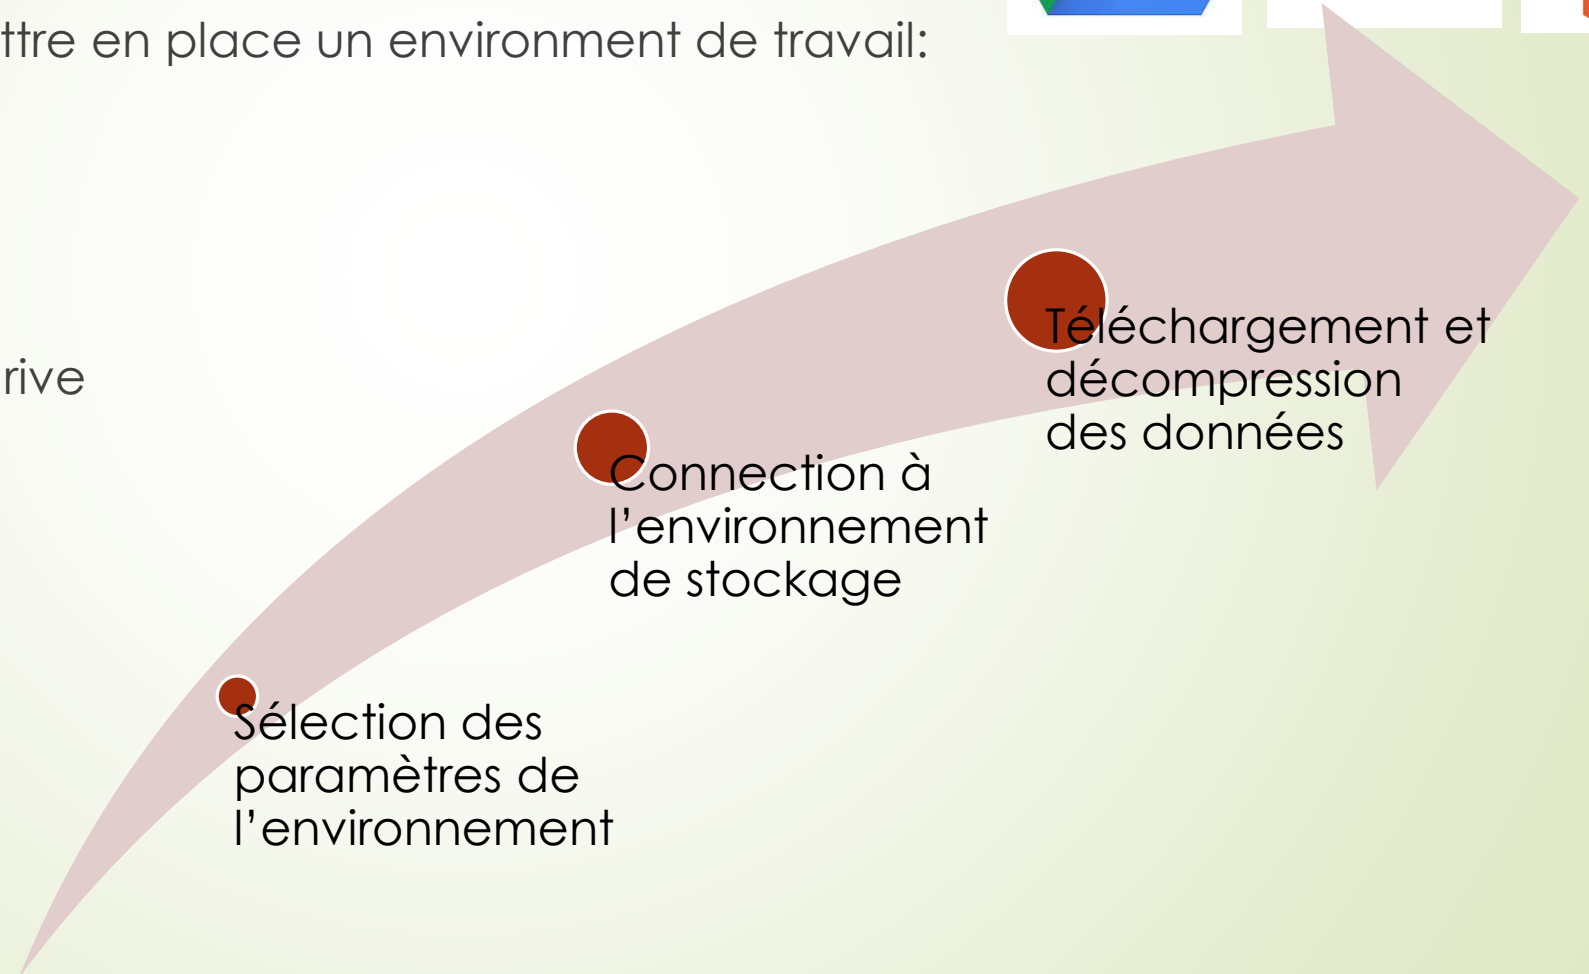 ttre en place un environment de travail:
rive
Téléchargement et
décompression
des données
Connection à
l’environnement
de stockage
Sélection des
paramètres de
l’environnement